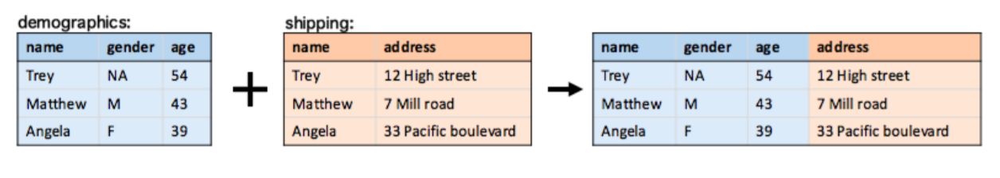 demographics: shipping:
name gender age name address name gender age address
Trey NA 54 Trey 12 High street Trey NA 54 12 High street
Matthew M 43 Matthew 7 Mill road Matthew M 43 7 Mill road
Angela F 39 Angela 33 Pacific boulevard Angela F 39 33 Pacific boulevard